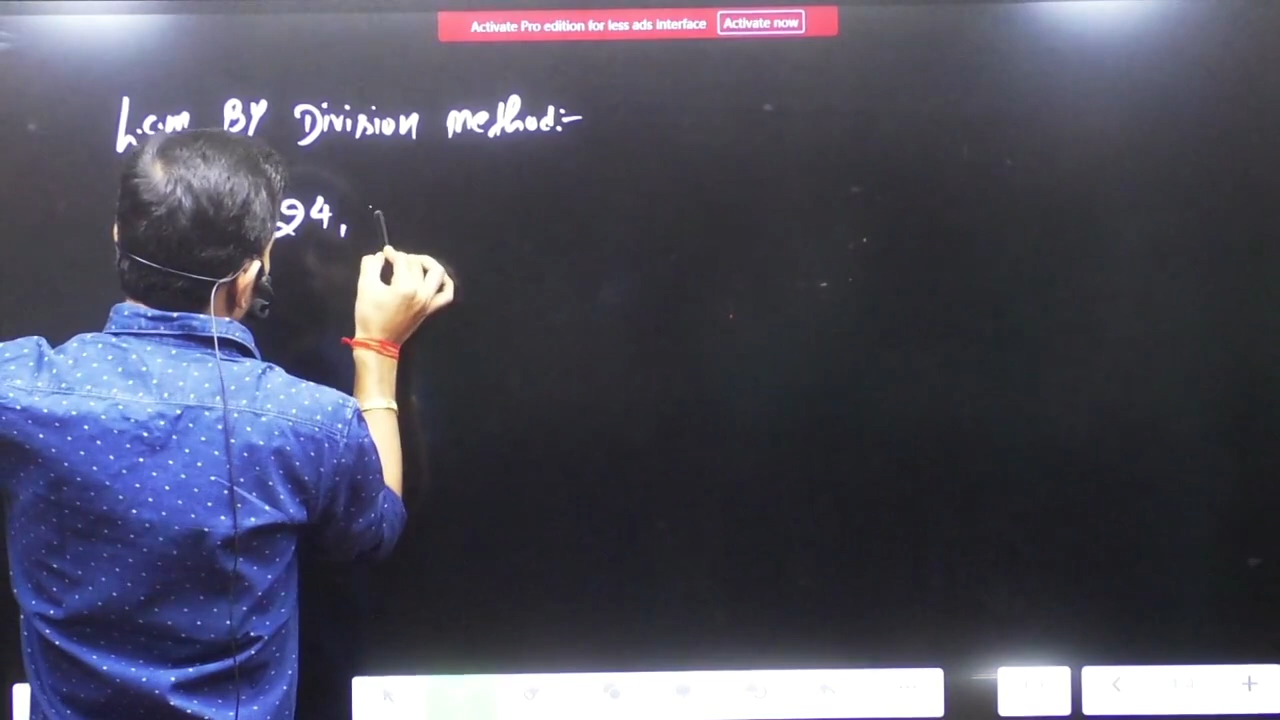 Activate Pro edition for less ads interface Activate now
L.C.M BY Division method:-
24,